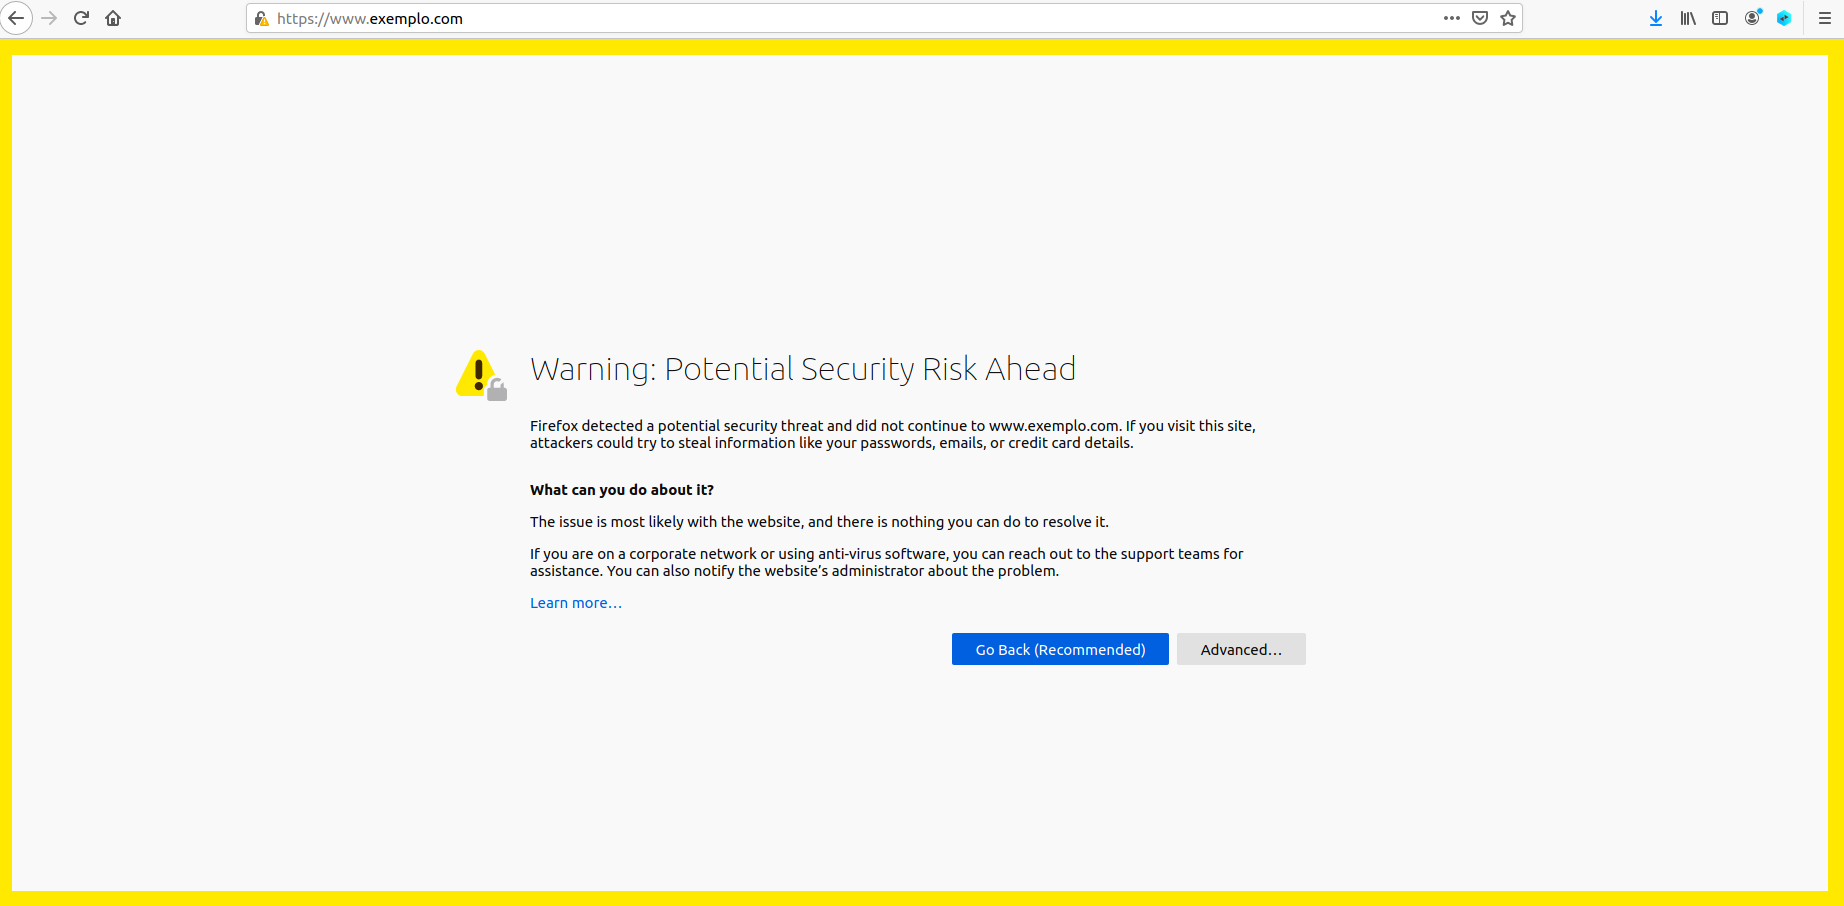 https://www.exemplo.com
Warning: Potential Security Risk Ahead
Firefox detected a potential security threat and did not continue to www.exemplo.com. If you visit this site,
attackers could try to steal information like your passwords, emails, or credit card details.
What can you do about it?
The issue is most likely with the website, and there is nothing you can do to resolve it.
If you are on a corporate network or using anti-virus software, you can reach out to the support teams for
assistance. You can also notify the website’s administrator about the problem.
Learn more…
Go Back (Recommended) Advanced…